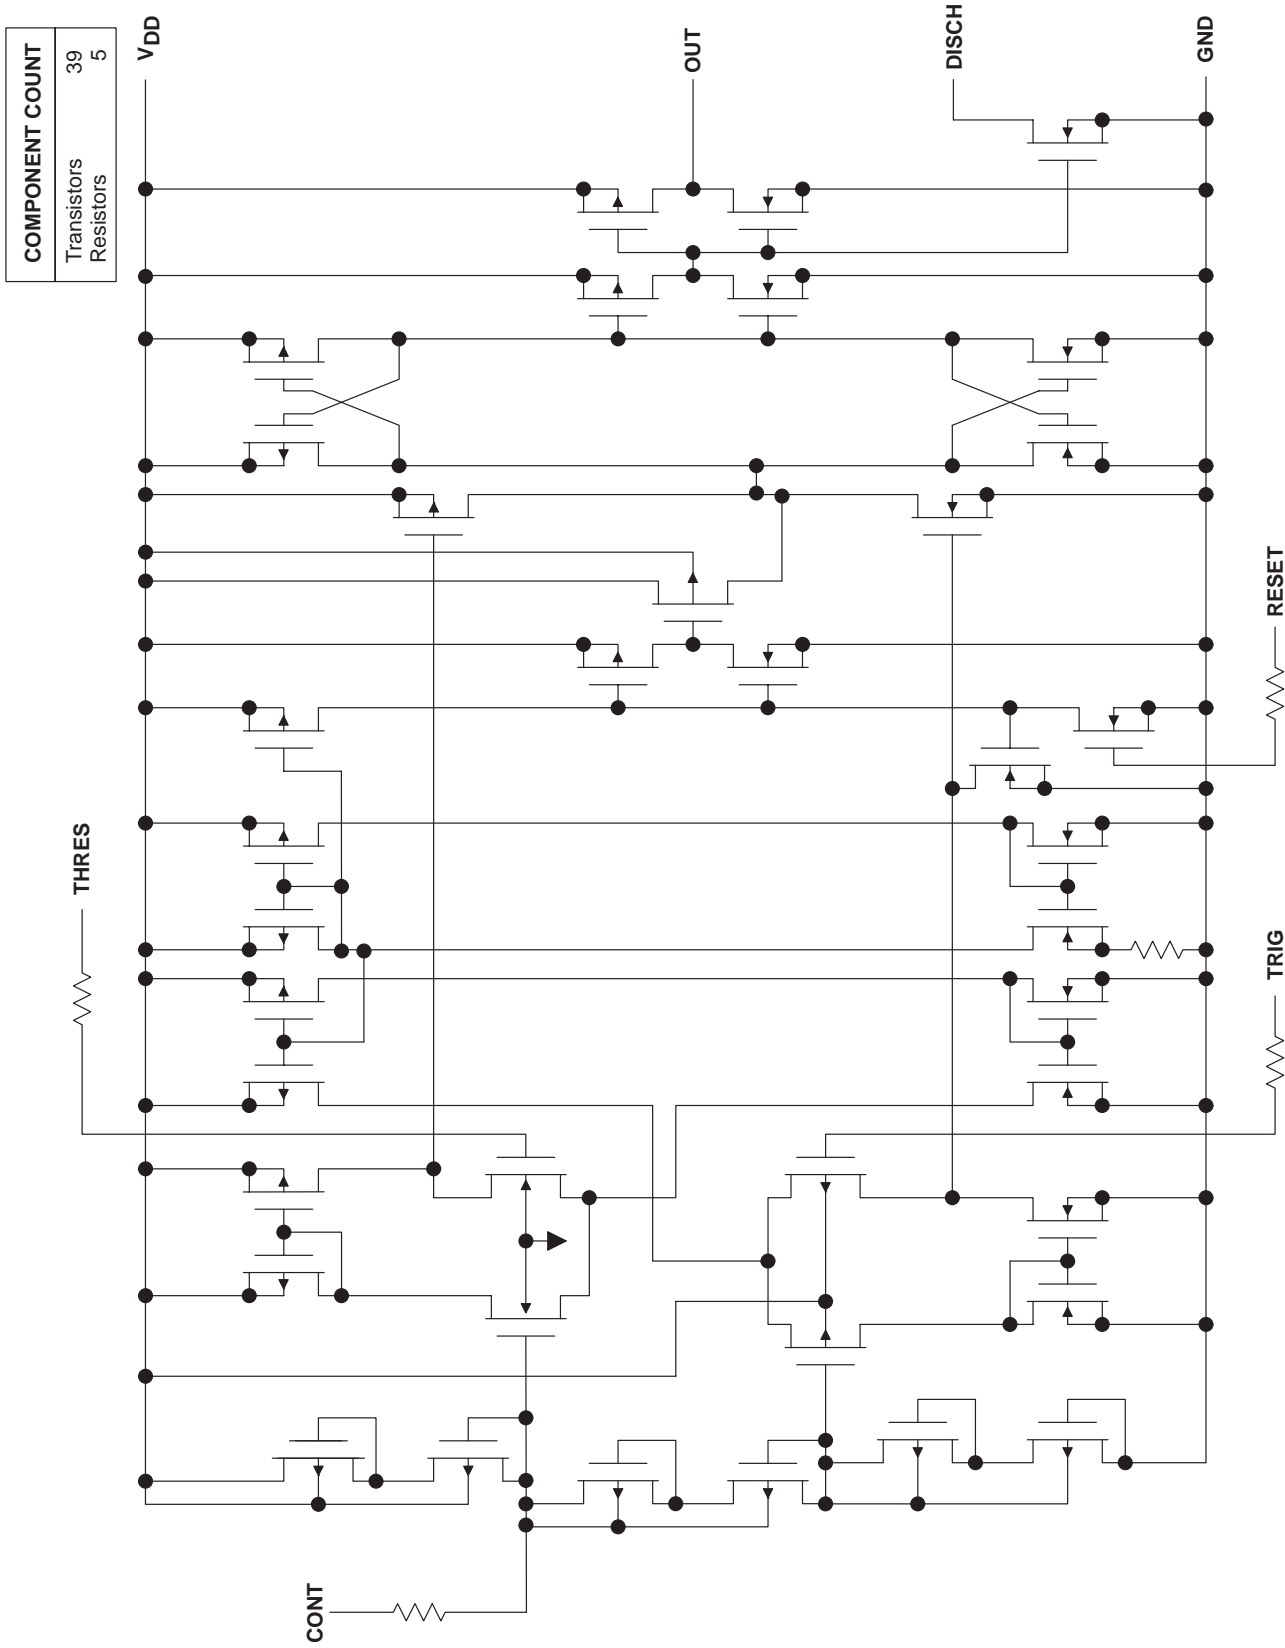 COMPONENT COUNT
Transistors 39
Resistors 5
VDD
OUT
DISCH
GND
RESET
THRES
TRIG
CONT